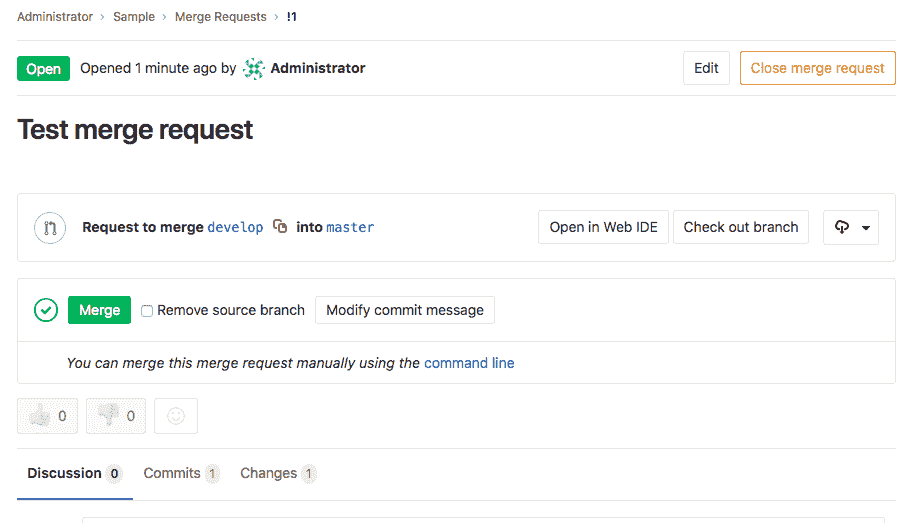 Administrator › Sample › Merge Requests › !1
Open Opened 1 minute ago by Administrator Edit Close merge request
Test merge request
Request to merge develop into master Open in Web IDE Check out branch
Merge Remove source branch Modify commit message
You can merge this merge request manually using the command line
0 0
Discussion 0 Commits 1 Changes 1